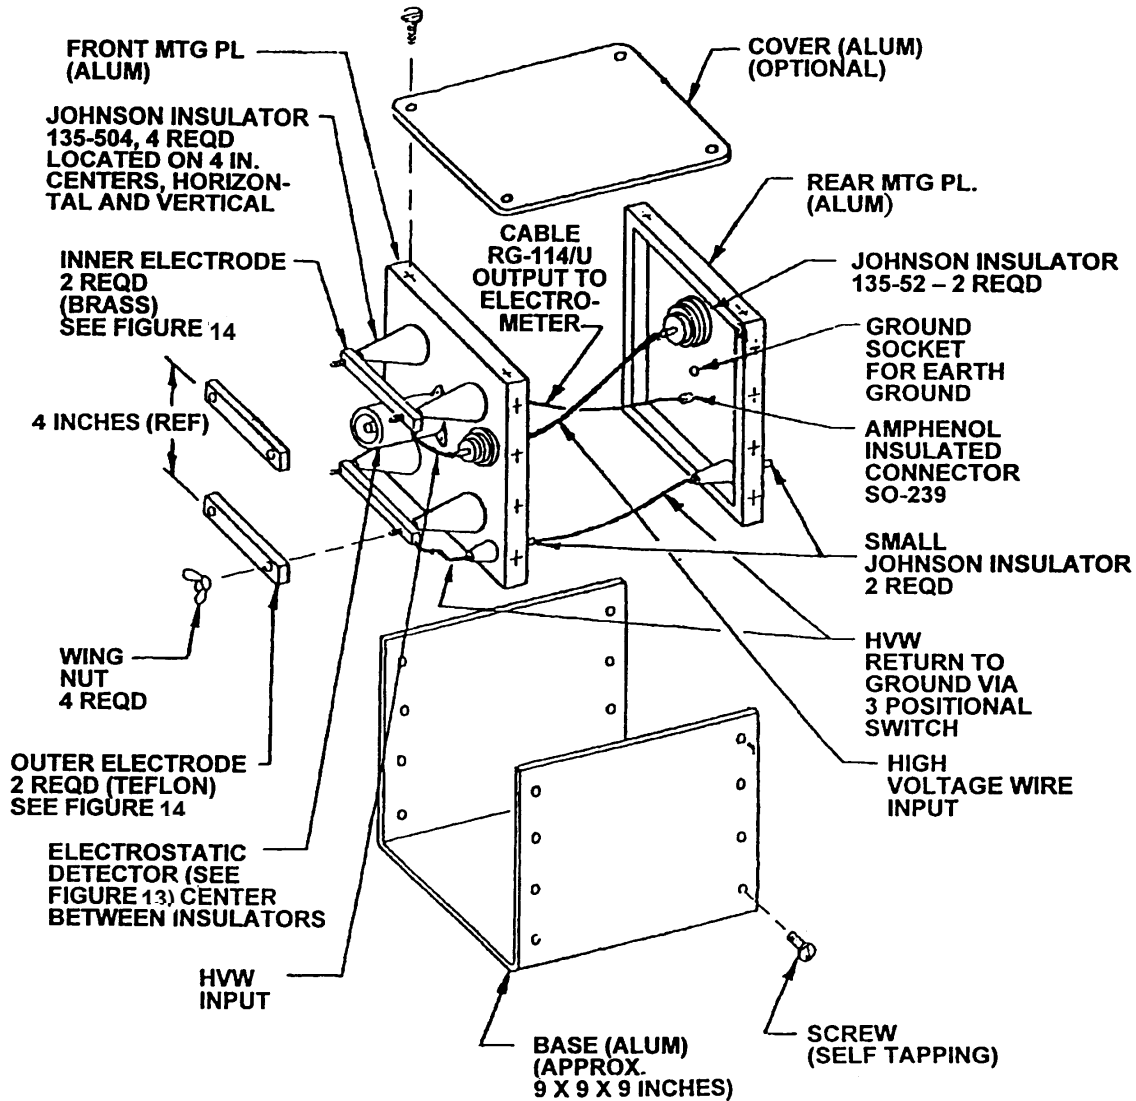 FRONT MTG PL
(ALUM)
COVER (ALUM)
(OPTIONAL)
JOHNSON INSULATOR
135-504, 4 REQD
LOCATED ON 4 IN.
CENTERS, HORIZON-
TAL AND VERTICAL
REAR MTG PL.
(ALUM)
CABLE
RG-114/U
OUTPUT TO
ELECTRO-
METER
INNER ELECTRODE
2 REQD
(BRASS)
SEE FIGURE 14
JOHNSON INSULATOR
135-52 – 2 REQD
GROUND
SOCKET
FOR EARTH
GROUND
4 INCHES (REF)
AMPHENOL
INSULATED
CONNECTOR
SO-239
SMALL
JOHNSON INSULATOR
2 REQD
WING
NUT
4 REQD
HVW
RETURN TO
GROUND VIA
3 POSITIONAL
SWITCH
OUTER ELECTRODE
2 REQD (TEFLON)
SEE FIGURE 14
HIGH
VOLTAGE WIRE
INPUT
ELECTROSTATIC
DETECTOR (SEE
FIGURE 13) CENTER
BETWEEN INSULATORS
HVW
INPUT
BASE (ALUM)
(APPROX.
9 X 9 X 9 INCHES)
SCREW
(SELF TAPPING)